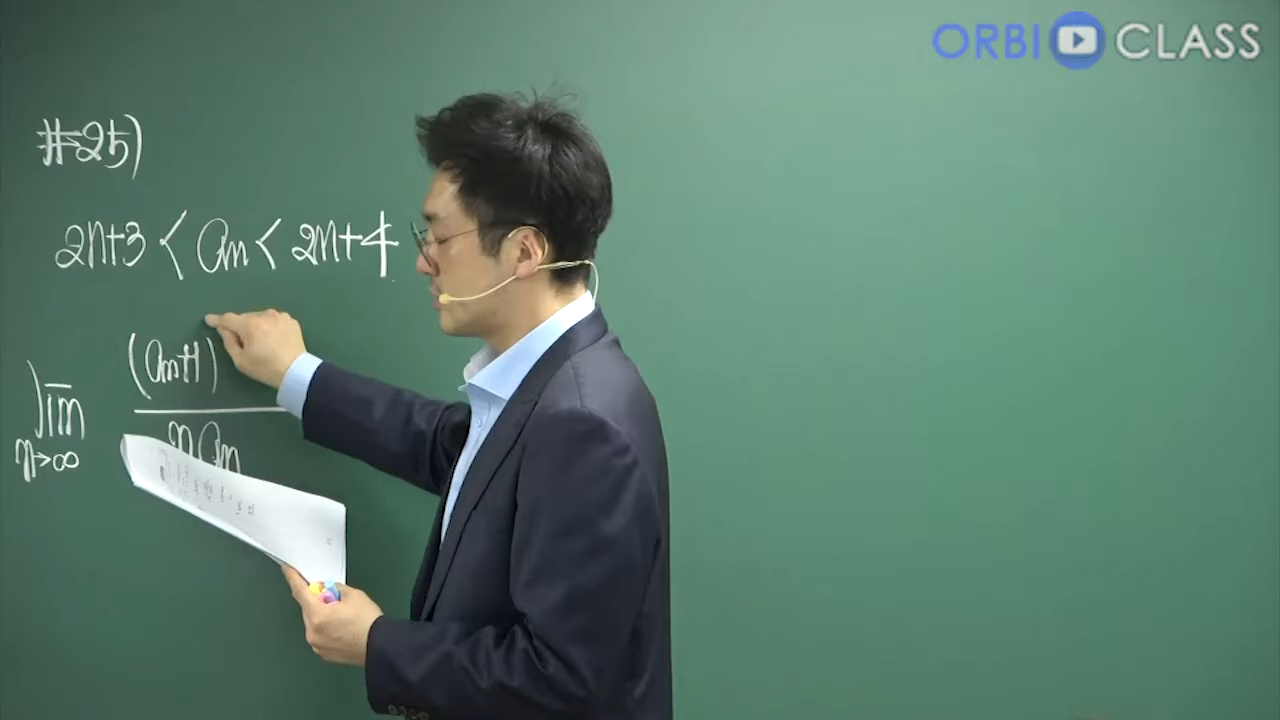 ORBI CLASS
#25)
2n+3 < an < 2n+4
(an+1)
lim
n→∞
n an